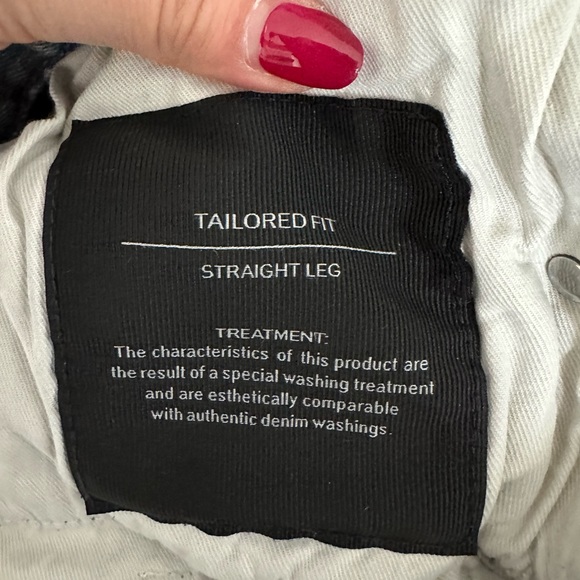 TAILORED FIT
STRAIGHT LEG
TREATMENT:
The characteristics of this product are
the result of a special washing treatment
and are esthetically comparable
with authentic denim washings.